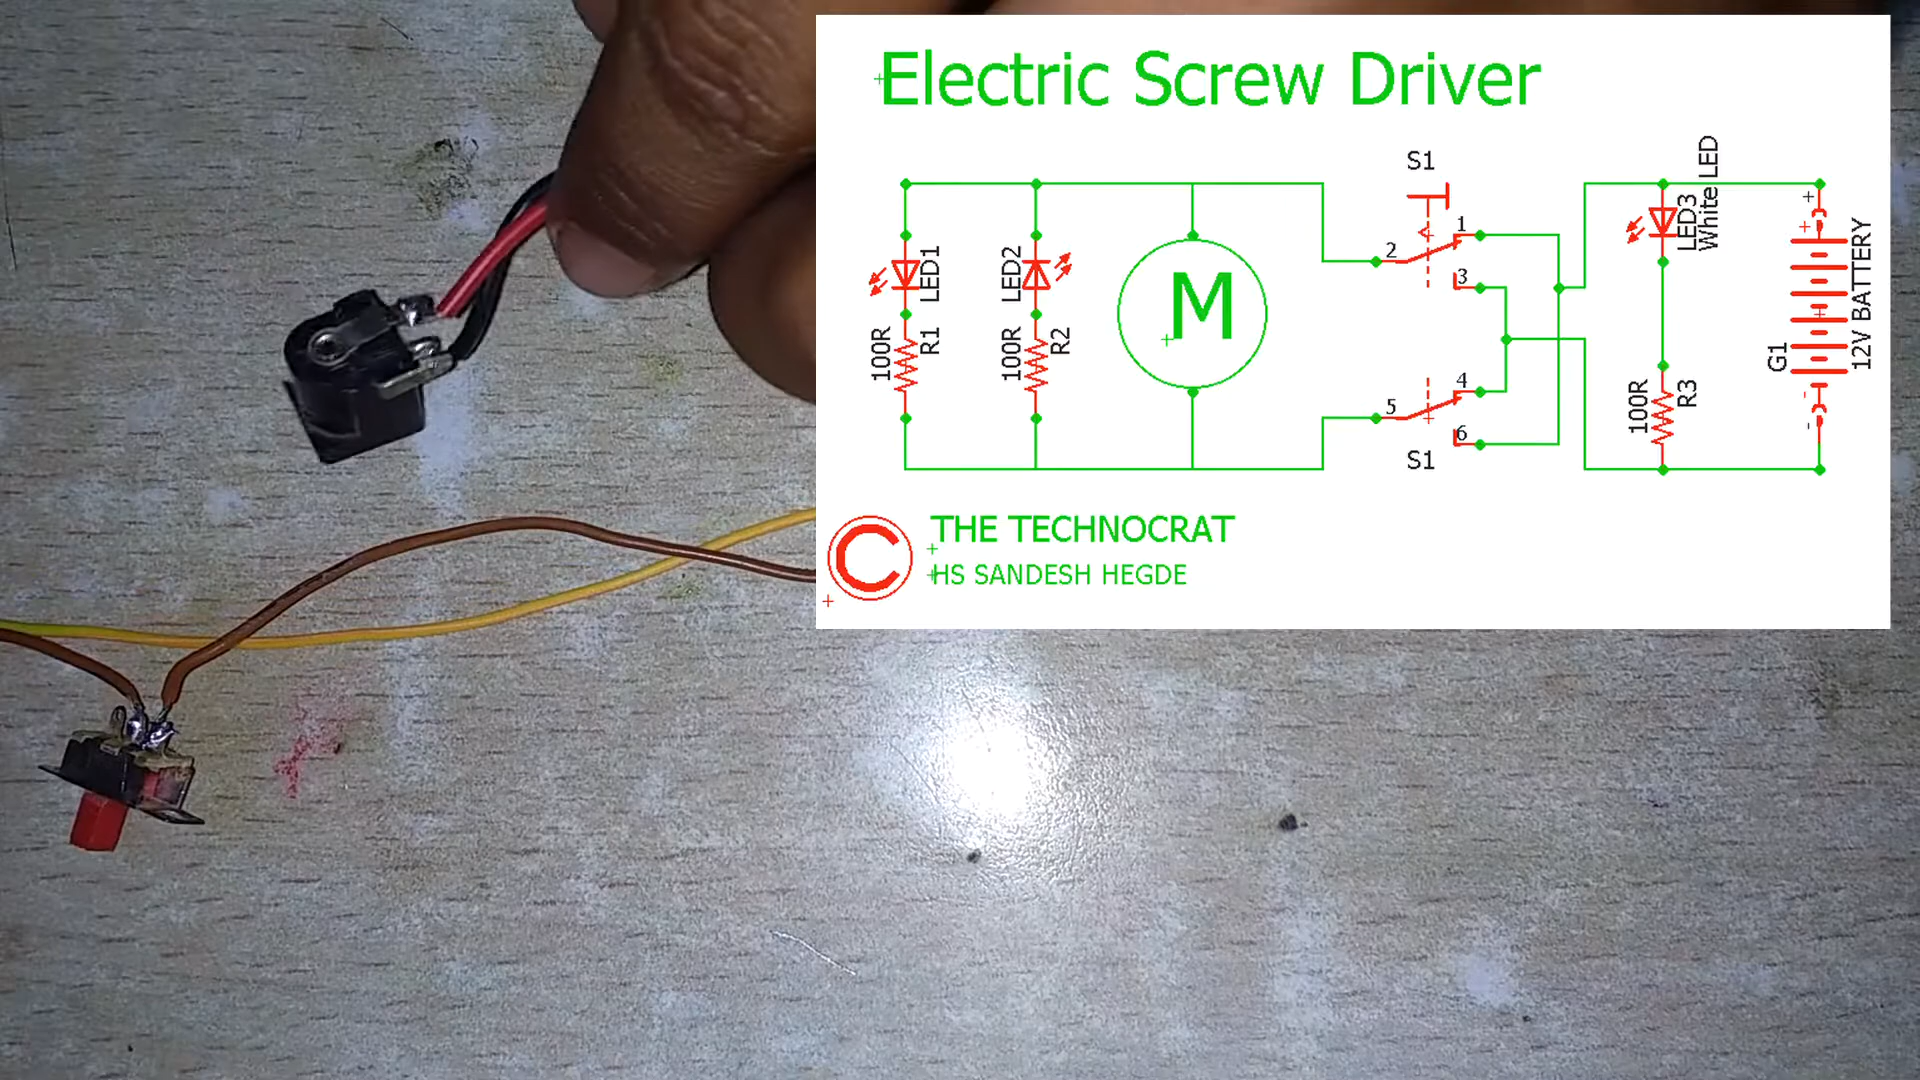 Electric Screw Driver
S1
1
2
3
4
5
6
S1
LED1
100R
R1
LED2
100R
R2
M
LED3
White LED
100R
R3
G1
12V BATTERY
+
+
-
-
C
THE TECHNOCRAT
HS SANDESH HEGDE